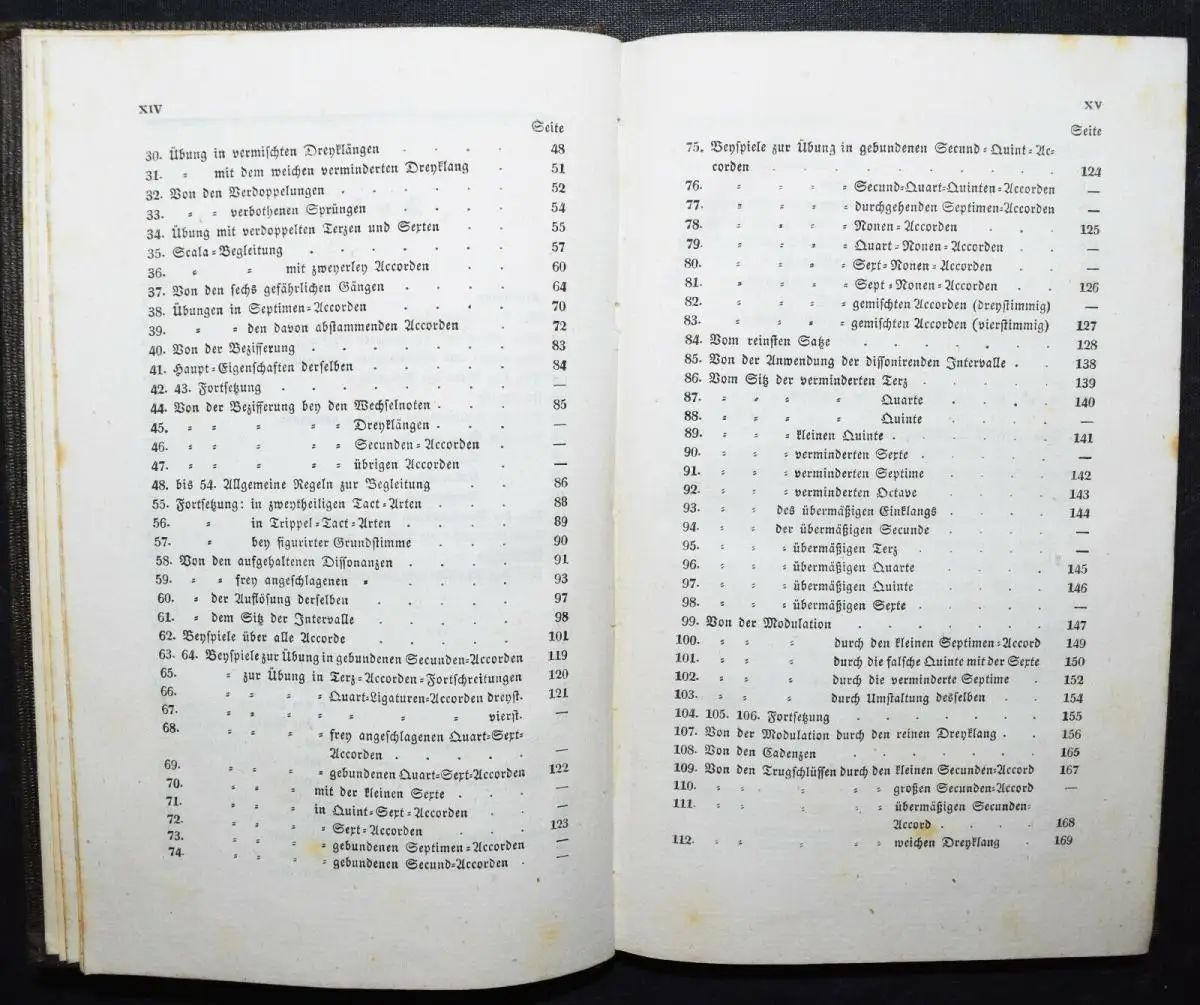 XIV
Seite
30. Übung in vermischten Dreyklängen . . . . 48
31. „ mit dem weichen verminderten Dreyklang . 51
32. Von den Verdoppelungen . . . . . . 52
33. „ „ verbothenen Sprüngen . . . . 54
34. Übung mit verdoppelten Terzen und Sexten . . 55
35. Scala-Begleitung . . . . . . . 57
36. „ „ mit zweyerley Accorden . . 60
37. Von den sechs gefährlichen Gängen . . . . 64
38. Übungen in Septimen-Accorden . . . . 70
39. „ „ den davon abstammenden Accorden . 72
40. Von der Bezifferung . . . . . . 83
41. Haupt-Eigenschaften derselben . . . . . 84
42. 43. Fortsetzung . . . . . . . —
44. Von der Bezifferung bey den Wechselnoten . . . 85
45. „ „ „ „ „ Dreyklängen . . . —
46. „ „ „ „ „ Secunden-Accorden . —
47. „ „ „ „ „ übrigen Accorden . —
48. bis 54. Allgemeine Regeln zur Begleitung . . 86
55. Fortsetzung: in zweytheiligen Tact-Arten . . . 88
56. „ in Trippel-Tact-Arten . . . . 89
57. „ bey figurirter Grundstimme . . . 90
58. Von den aufgehaltenen Dissonanzen . . . . 91
59. „ „ frey angeschlagenen „ . . . . 93
60. „ der Auflösung derselben . . . . . 97
61. „ dem Sitz der Intervalle . . . . . 98
62. Beyspiele über alle Accorde . . . . . 101
63. 64. Beyspiele zur Übung in gebundenen Secunden-Accorden 119
65. „ zur Übung in Terz-Accorden-Fortschreitungen 120
66. „ „ „ „ Quart-Ligaturen-Accorden dreyst. 121
67. „ „ „ „ „ „ „ vierst. —
68. „ „ „ „ frey angeschlagenen Quart-Sext-
Accorden . . . . . —
69. „ „ „ „ gebundenen Quart-Sext-Accorden 122
70. „ „ „ mit der kleinen Sexte . . . —
71. „ „ „ in Quint-Sext-Accorden . . —
72. „ „ „ „ Sext-Accorden . . . 123
73. „ „ „ „ gebundenen Septimen-Accorden —
74. „ „ „ „ gebundenen Secund-Accorden . —
XV
Seite
75. Beyspiele zur Übung in gebundenen Secund-Quint-Ac-
corden . . . . . . . . 124
76. „ „ „ „ Secund-Quart-Quinten-Accorden —
77. „ „ „ „ durchgehenden Septimen-Accorden —
78. „ „ „ „ Nonen-Accorden . . . 125
79. „ „ „ „ Quart-Nonen-Accorden . . —
80. „ „ „ „ Sext-Nonen-Accorden . . —
81. „ „ „ „ Sept-Nonen-Accorden . . 126
82. „ „ „ „ gemischten Accorden (dreystimmig) —
83. „ „ „ „ gemischten Accorden (vierstimmig) 127
84. Vom reinsten Satze . . . . . . 128
85. Von der Anwendung der dissonirenden Intervalle . . 138
86. Vom Sitz der verminderten Terz . . . . 139
87. „ „ „ „ Quarte . . . . 140
88. „ „ „ „ Quinte . . . . —
89. „ „ „ kleinen Quinte . . . . . 141
90. „ „ „ verminderten Sexte . . . . —
91. „ „ „ verminderten Septime . . . . 142
92. „ „ „ verminderten Octave . . . . 143
93. „ „ des übermäßigen Einklangs . . . . 144
94. „ „ der übermäßigen Secunde . . . . —
95. „ „ „ übermäßigen Terz . . . . —
96. „ „ „ übermäßigen Quarte . . . . 145
97. „ „ „ übermäßigen Quinte . . . . 146
98. „ „ „ übermäßigen Sexte . . . . —
99. Von der Modulation . . . . . . 147
100. „ „ „ durch den kleinen Septimen-Accord 149
101. „ „ „ durch die falsche Quinte mit der Sexte 150
102. „ „ „ durch die verminderte Septime . 152
103. „ „ „ durch Umstaltung desselben . . 154
104. 105. 106. Fortsetzung . . . . . . 155
107. Von der Modulation durch den reinen Dreyklang . . 156
108. Von den Cadenzen . . . . . . 165
109. Von den Trugschlüssen durch den kleinen Secunden-Accord 167
110. „ „ „ „ „ großen Secunden-Accord —
111. „ „ „ „ „ übermäßigen Secunden-
Accord . . . . 168
112. „ „ „ „ „ weichen Dreyklang . 169